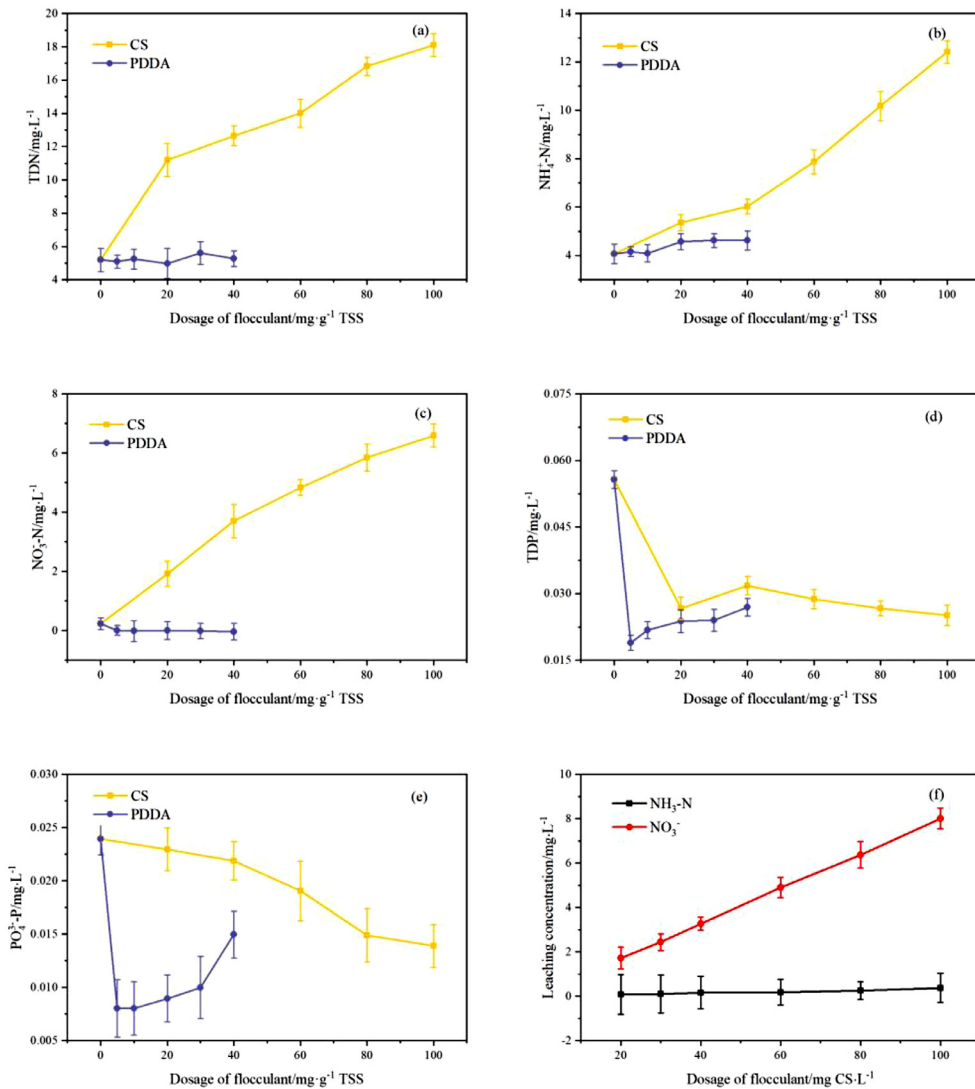 (a)
CS
PDDA
TDN/mg·L⁻¹
20
18
16
14
12
10
8
6
4
0 20 40 60 80 100
Dosage of flocculant/mg·g⁻¹ TSS
(b)
CS
PDDA
NH₄⁺-N/mg·L⁻¹
14
12
10
8
6
4
0 20 40 60 80 100
Dosage of flocculant/mg·g⁻¹ TSS
(c)
CS
PDDA
NO₃⁻-N/mg·L⁻¹
8
6
4
2
0
0 20 40 60 80 100
Dosage of flocculant/mg·g⁻¹ TSS
(d)
CS
PDDA
TDP/mg·L⁻¹
0.075
0.060
0.045
0.030
0.015
0 20 40 60 80 100
Dosage of flocculant/mg·g⁻¹ TSS
(e)
CS
PDDA
PO₄³⁻-P/mg·L⁻¹
0.030
0.025
0.020
0.015
0.010
0.005
0 20 40 60 80 100
Dosage of flocculant/mg·g⁻¹ TSS
(f)
NH₃-N
NO₃⁻
Leaching concentration/mg·L⁻¹
10
8
6
4
2
0
-2
20 40 60 80 100
Dosage of flocculant/mg CS·L⁻¹